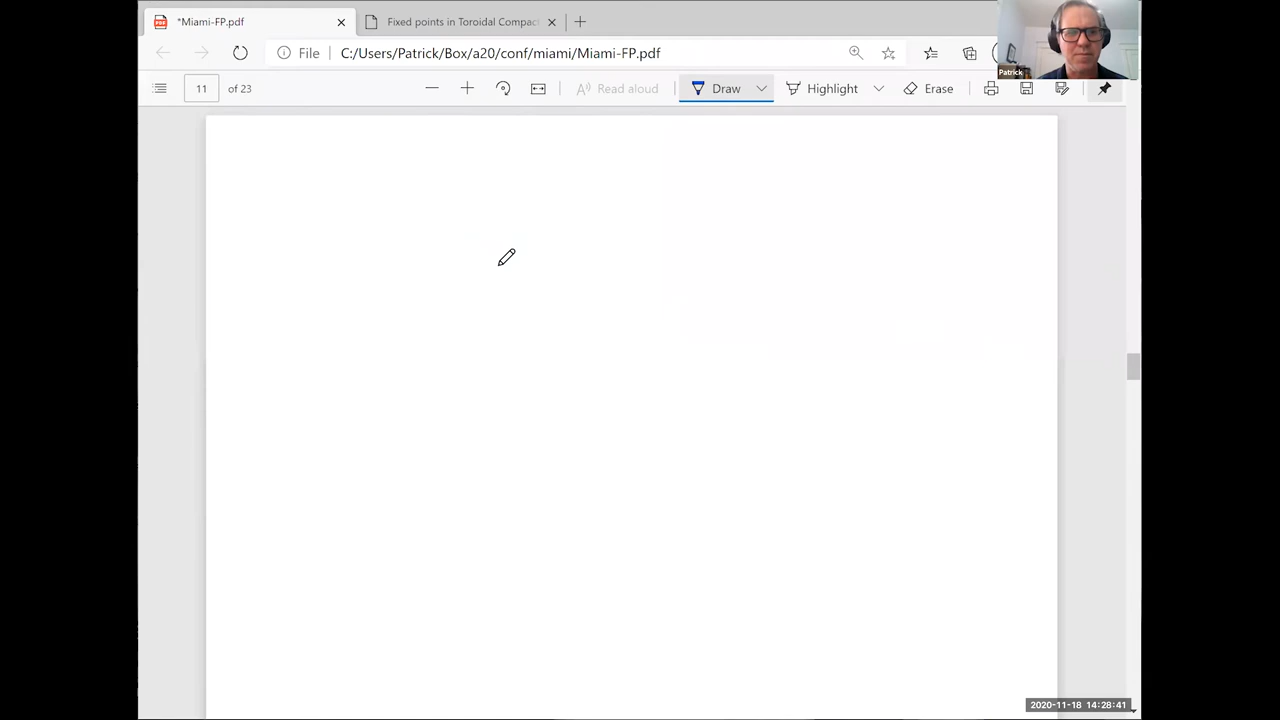 *Miami-FP.pdf
Fixed points in Toroidal Compac
File
C:/Users/Patrick/Box/a20/conf/miami/Miami-FP.pdf
Patrick
11 of 23
Read aloud
Draw
Highlight
Erase
2020-11-18 14:28:41